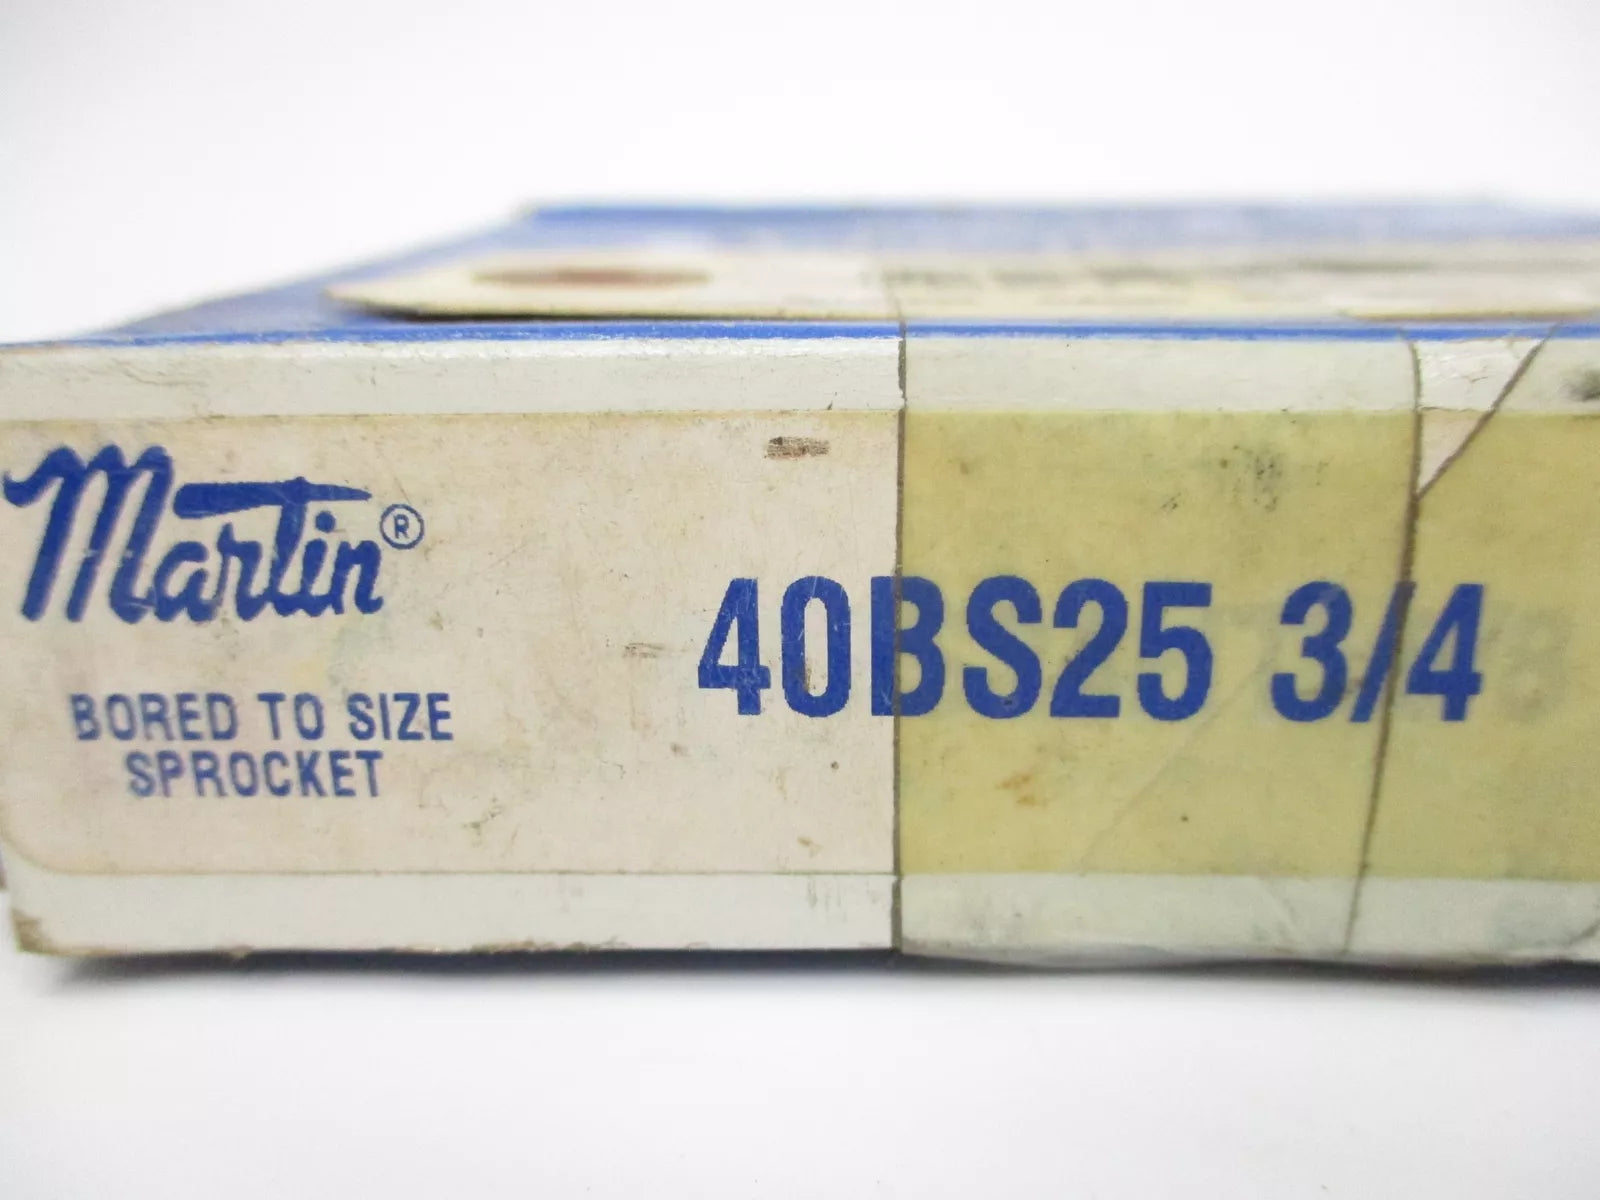 Martin®
BORED TO SIZE
SPROCKET
40BS25 3/4